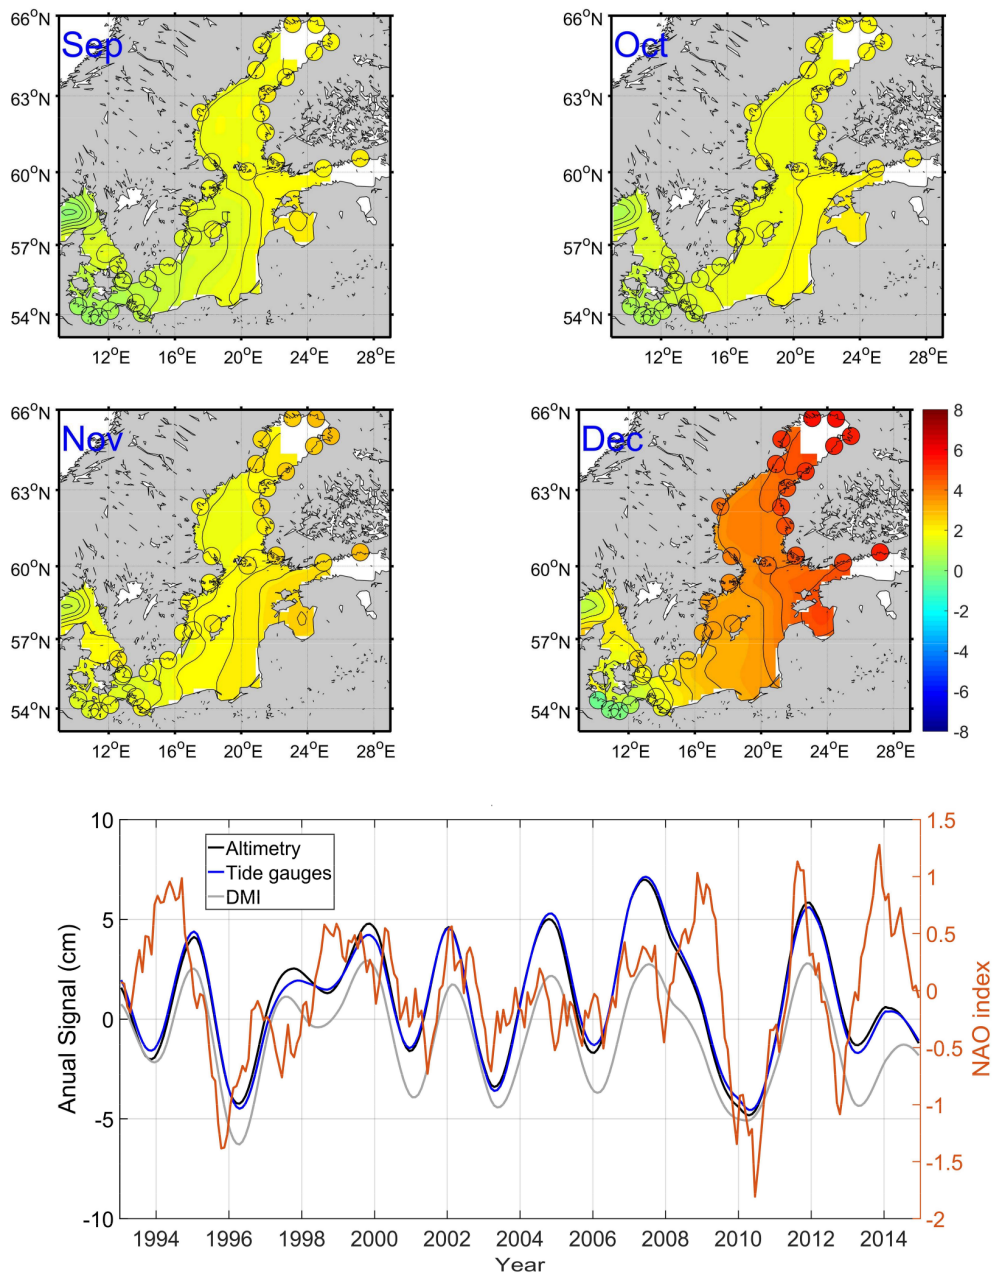 66°N
63°N
60°N
57°N
54°N
Sep
12°E 16°E 20°E 24°E 28°E
66°N
63°N
60°N
57°N
54°N
Oct
12°E 16°E 20°E 24°E 28°E
66°N
63°N
60°N
57°N
54°N
Nov
12°E 16°E 20°E 24°E 28°E
66°N
63°N
60°N
57°N
54°N
Dec
12°E 16°E 20°E 24°E 28°E
8
6
4
2
0
-2
-4
-6
-8
10
5
0
-5
-10
Anual Signal (cm)
Altimetry
Tide gauges
DMI
1.5
1
0.5
0
-0.5
-1
-1.5
-2
NAO index
1994 1996 1998 2000 2002 2004 2006 2008 2010 2012 2014
Year